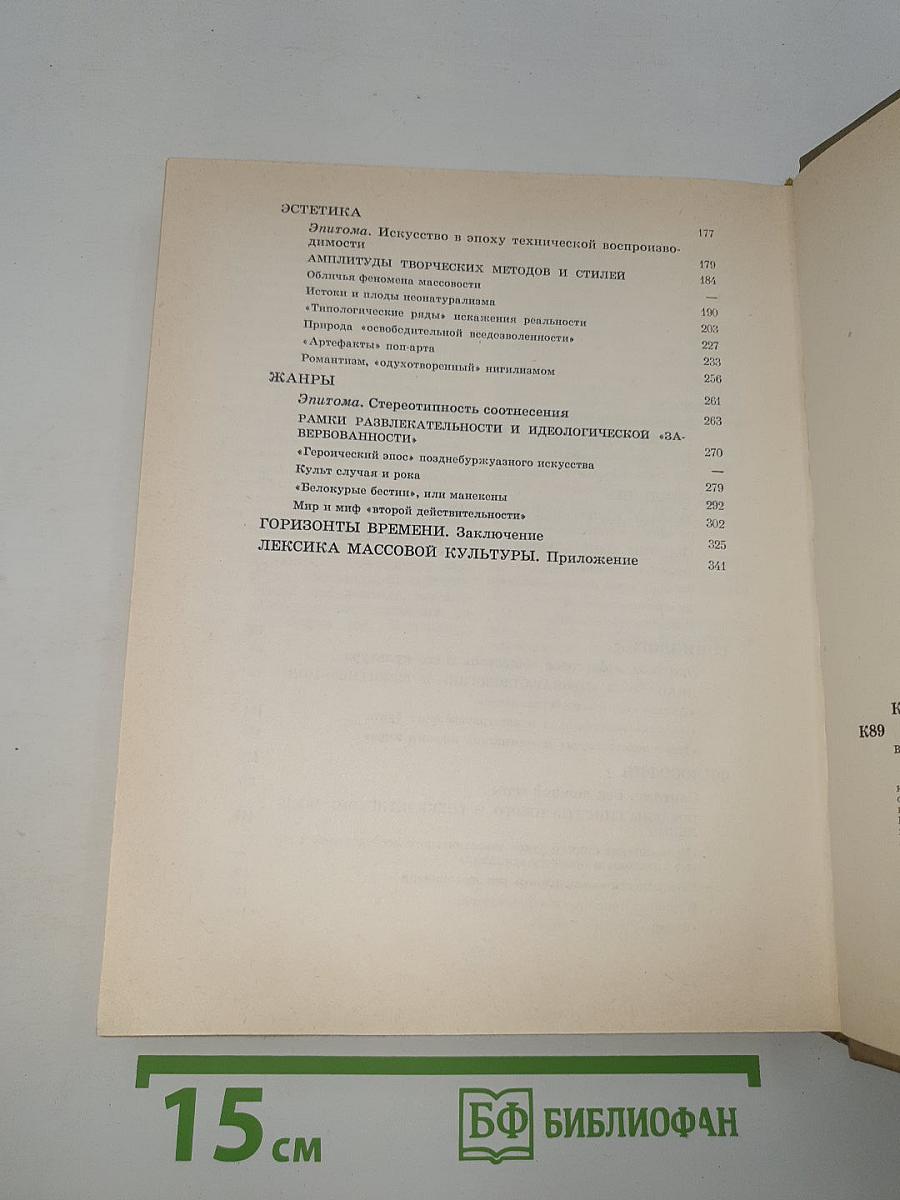 ЭСТЕТИКА 177
Эпитома. Искусство в эпоху технической воспроизво-
димости 179
АМПЛИТУДЫ ТВОРЧЕСКИХ МЕТОДОВ И СТИЛЕЙ 184
Обличья феномена массовости —
Истоки и плоды неонатурализма 190
«Типологические ряды» искажения реальности 203
Природа «освободительной вседозволенности» 227
«Артефакты» поп-арта 233
Романтизм, «одухотворенный» нигилизмом 256
ЖАНРЫ 261
Эпитома. Стереотипность соотнесения 263
РАМКИ РАЗВЛЕКАТЕЛЬНОСТИ И ИДЕОЛОГИЧЕСКОЙ «ЗА-
ВЕРБОВАННОСТИ» 270
«Героический эпос» позднебуржуазного искусства —
Культ случая и рока 279
«Белокурые бестии», или манекены 292
Мир и миф «второй действительности» 302
ГОРИЗОНТЫ ВРЕМЕНИ. Заключение 325
ЛЕКСИКА МАССОВОЙ КУЛЬТУРЫ. Приложение 341
К89
15 см
БФ БИБЛИОФАН